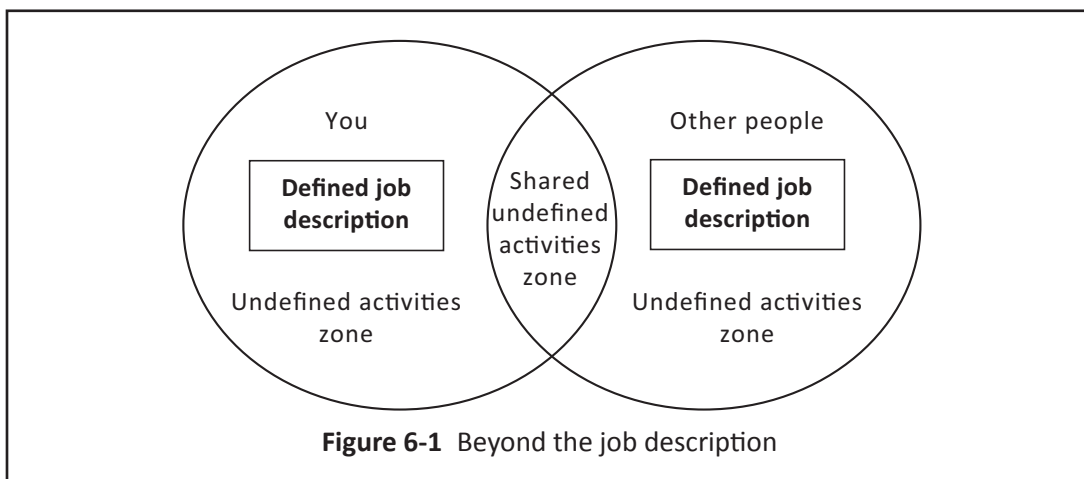 You
Defined job
description
Undefined activities
zone
Shared
undefined
activities
zone
Other people
Defined job
description
Undefined activities
zone
Figure 6-1 Beyond the job description